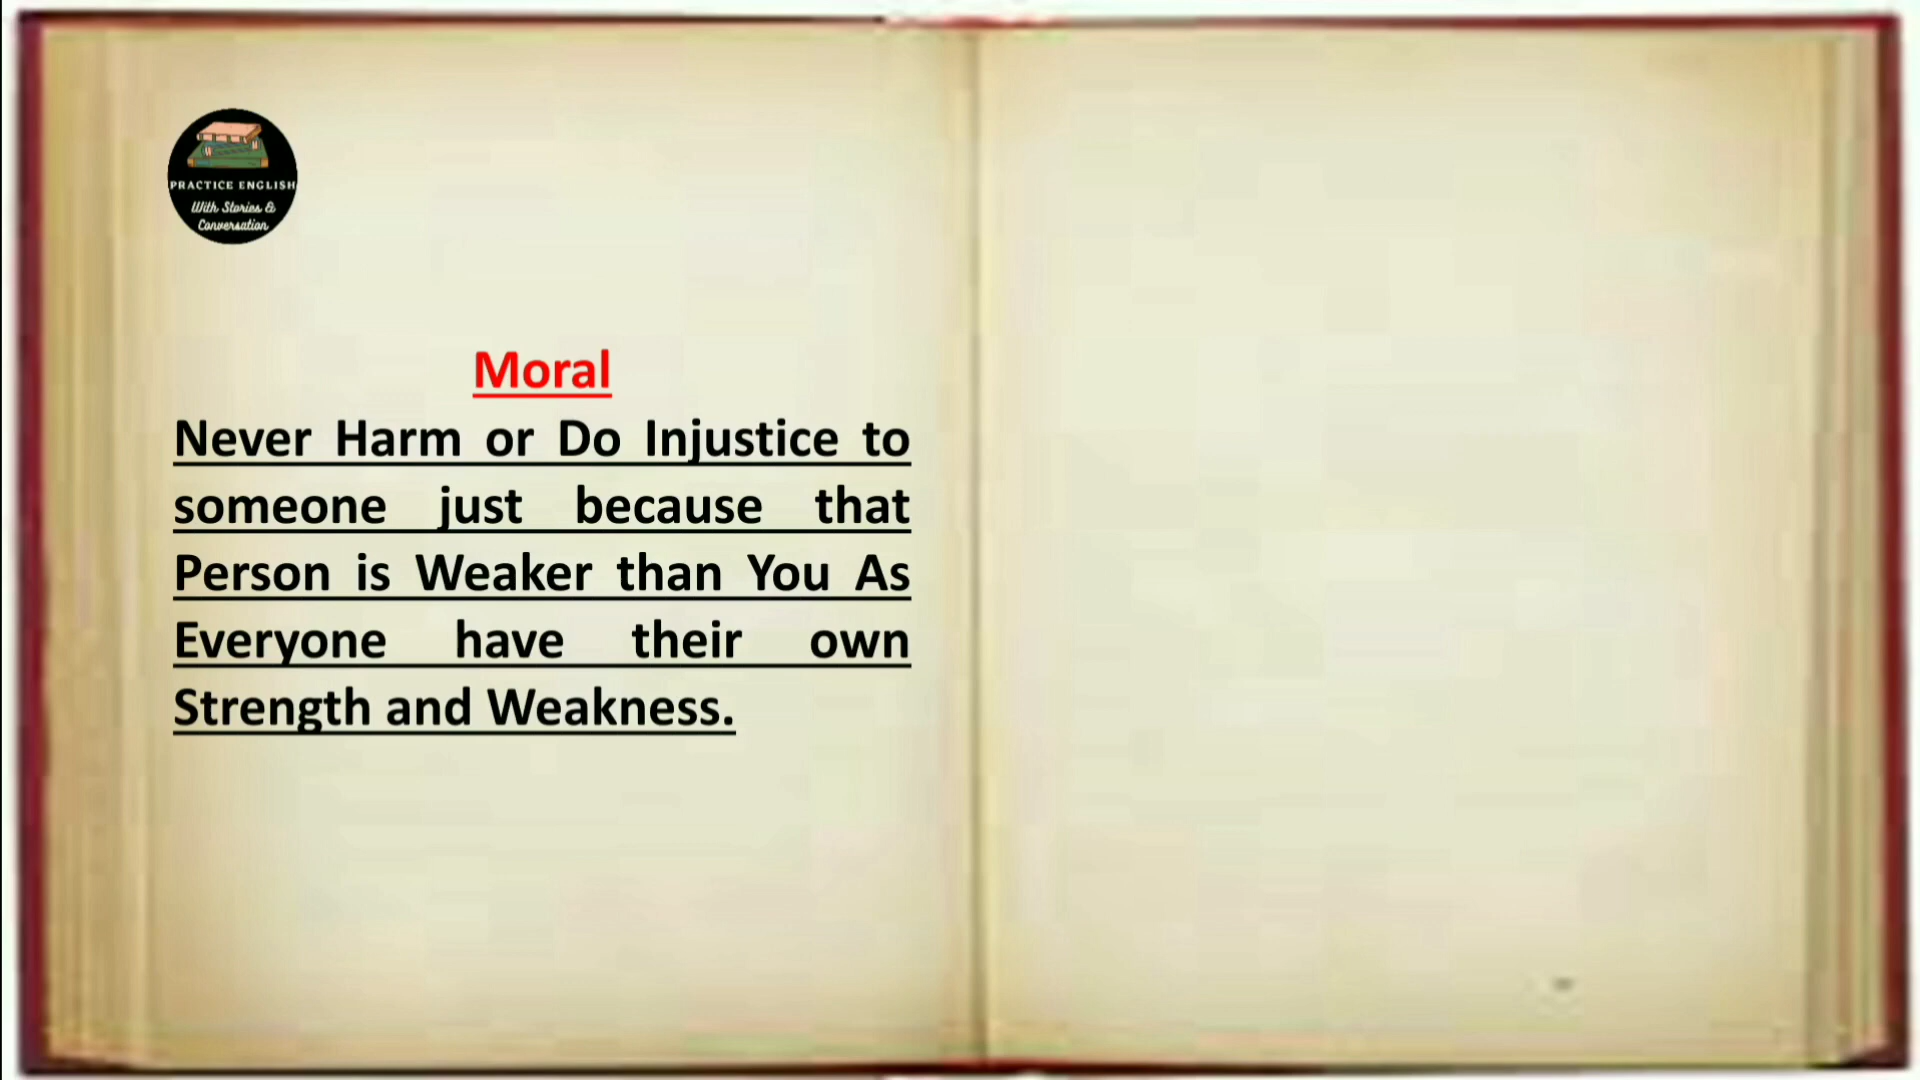 PRACTICE ENGLISH
With Stories &
Conversation
Moral
Never Harm or Do Injustice to
someone just because that
Person is Weaker than You As
Everyone have their own
Strength and Weakness.